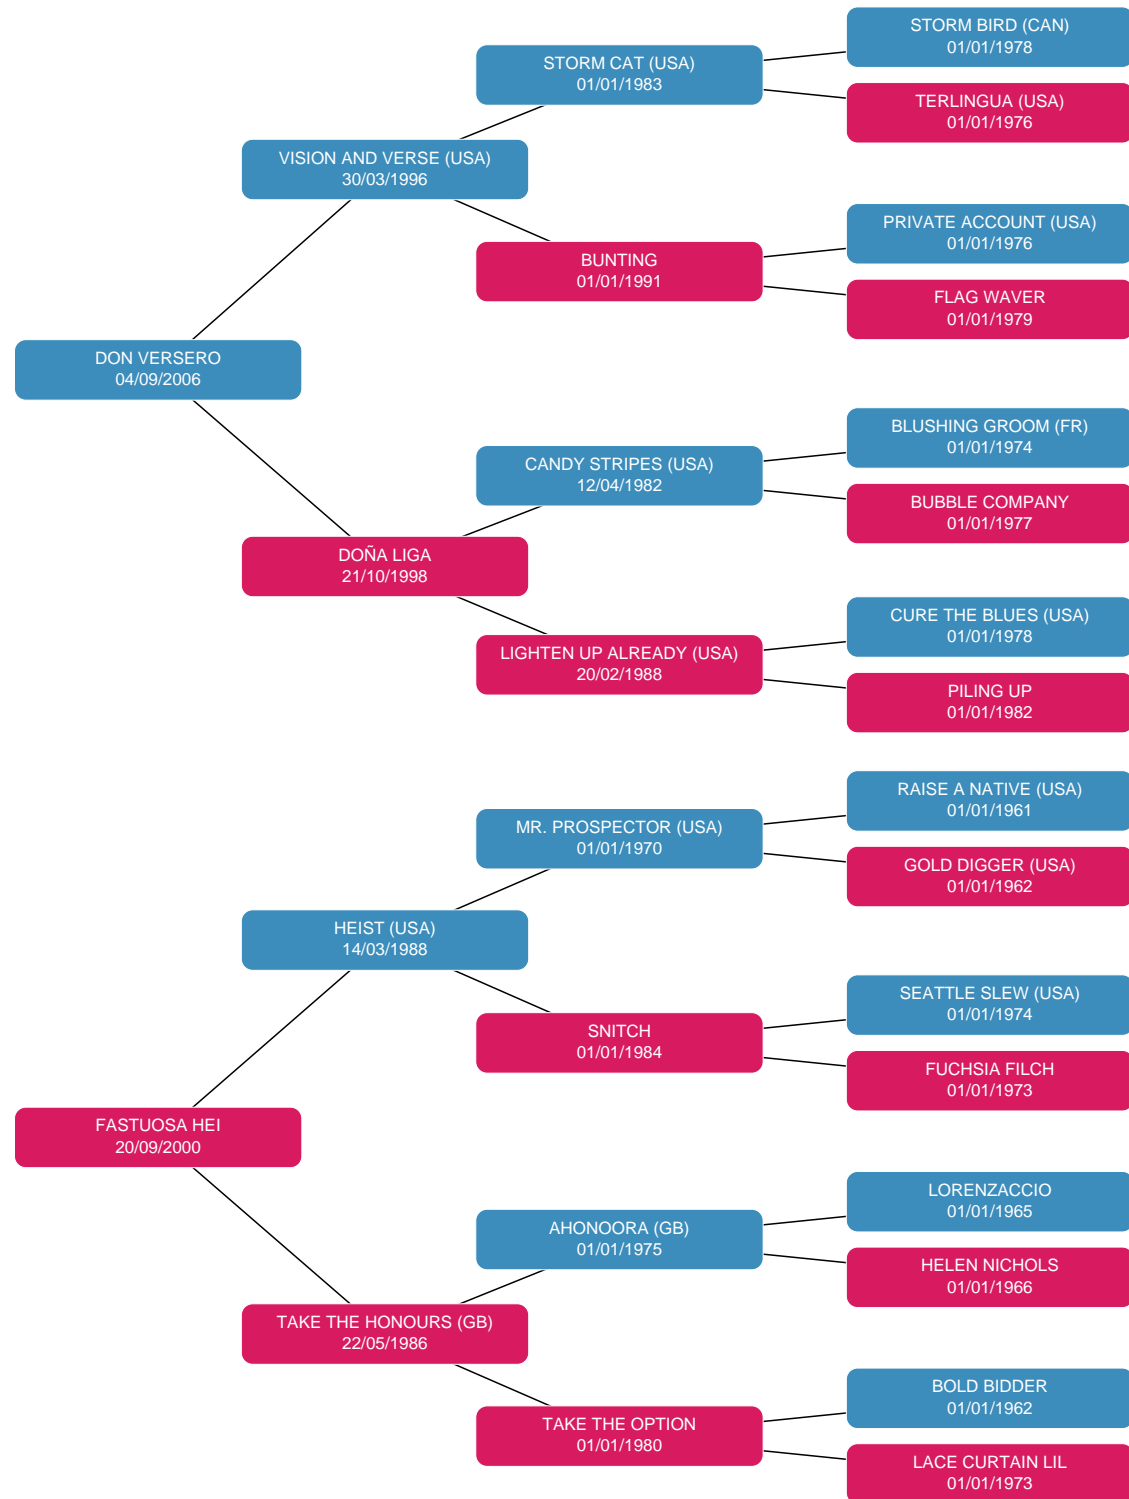 STORM BIRD (CAN)
01/01/1978
STORM CAT (USA)
01/01/1983
TERLINGUA (USA)
01/01/1976
VISION AND VERSE (USA)
30/03/1996
PRIVATE ACCOUNT (USA)
01/01/1976
BUNTING
01/01/1991
FLAG WAVER
01/01/1979
DON VERSERO
04/09/2006
BLUSHING GROOM (FR)
01/01/1974
CANDY STRIPES (USA)
12/04/1982
BUBBLE COMPANY
01/01/1977
DOÑA LIGA
21/10/1998
CURE THE BLUES (USA)
01/01/1978
LIGHTEN UP ALREADY (USA)
20/02/1988
PILING UP
01/01/1982
RAISE A NATIVE (USA)
01/01/1961
MR. PROSPECTOR (USA)
01/01/1970
GOLD DIGGER (USA)
01/01/1962
HEIST (USA)
14/03/1988
SEATTLE SLEW (USA)
01/01/1974
SNITCH
01/01/1984
FUCHSIA FILCH
01/01/1973
FASTUOSA HEI
20/09/2000
LORENZACCIO
01/01/1965
AHONOORA (GB)
01/01/1975
HELEN NICHOLS
01/01/1966
TAKE THE HONOURS (GB)
22/05/1986
BOLD BIDDER
01/01/1962
TAKE THE OPTION
01/01/1980
LACE CURTAIN LIL
01/01/1973